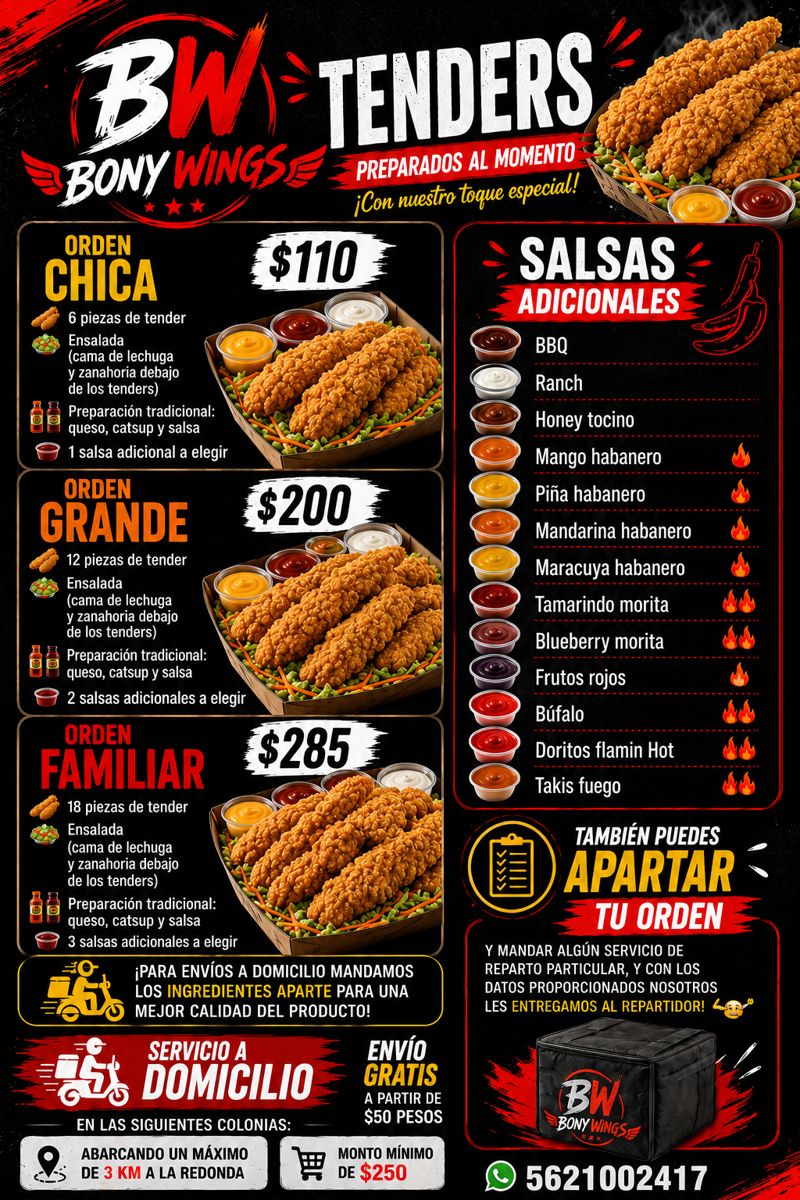 BW
BONY WINGS
TENDERS
PREPARADOS AL MOMENTO
¡Con nuestro toque especial!
ORDEN
CHICA
$110
6 piezas de tender
Ensalada
(cama de lechuga
y zanahoria debajo
de los tenders)
Preparación tradicional:
queso, catsup y salsa
1 salsa adicional a elegir
ORDEN
GRANDE
$200
12 piezas de tender
Ensalada
(cama de lechuga
y zanahoria debajo
de los tenders)
Preparación tradicional:
queso, catsup y salsa
2 salsas adicionales a elegir
ORDEN
FAMILIAR
$285
18 piezas de tender
Ensalada
(cama de lechuga
y zanahoria debajo
de los tenders)
Preparación tradicional:
queso, catsup y salsa
3 salsas adicionales a elegir
¡PARA ENVÍOS A DOMICILIO MANDAMOS
LOS INGREDIENTES APARTE PARA UNA
MEJOR CALIDAD DEL PRODUCTO!
SERVICIO A
DOMICILIO
ENVÍO
GRATIS
A PARTIR DE
$50 PESOS
EN LAS SIGUIENTES COLONIAS:
ABARCANDO UN MÁXIMO
DE 3 KM A LA REDONDA
MONTO MÍNIMO
DE $250
SALSAS
ADICIONALES
BBQ
Ranch
Honey tocino
Mango habanero
Piña habanero
Mandarina habanero
Maracuya habanero
Tamarindo morita
Blueberry morita
Frutos rojos
Búfalo
Doritos flamin Hot
Takis fuego
TAMBIÉN PUEDES
APARTAR
TU ORDEN
Y MANDAR ALGÚN SERVICIO DE
REPARTO PARTICULAR, Y CON LOS
DATOS PROPORCIONADOS NOSOTROS
LES ENTREGAMOS AL REPARTIDOR!
BW
BONY WINGS
5621002417